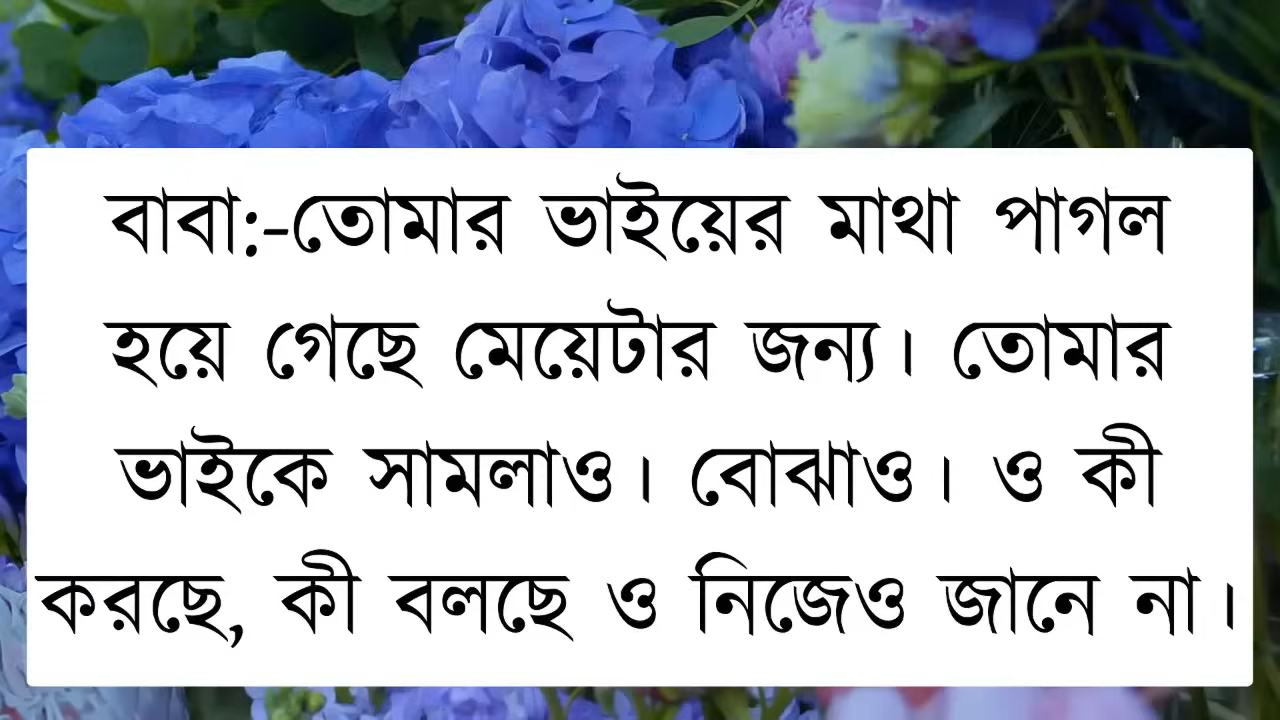 বাবা:-তোমার ভাইয়ের মাথা পাগল
হয়ে গেছে মেয়েটার জন্য। তোমার
ভাইকে সামলাও। বোঝাও। ও কী
করছে, কী বলছে ও নিজেও জানে না।